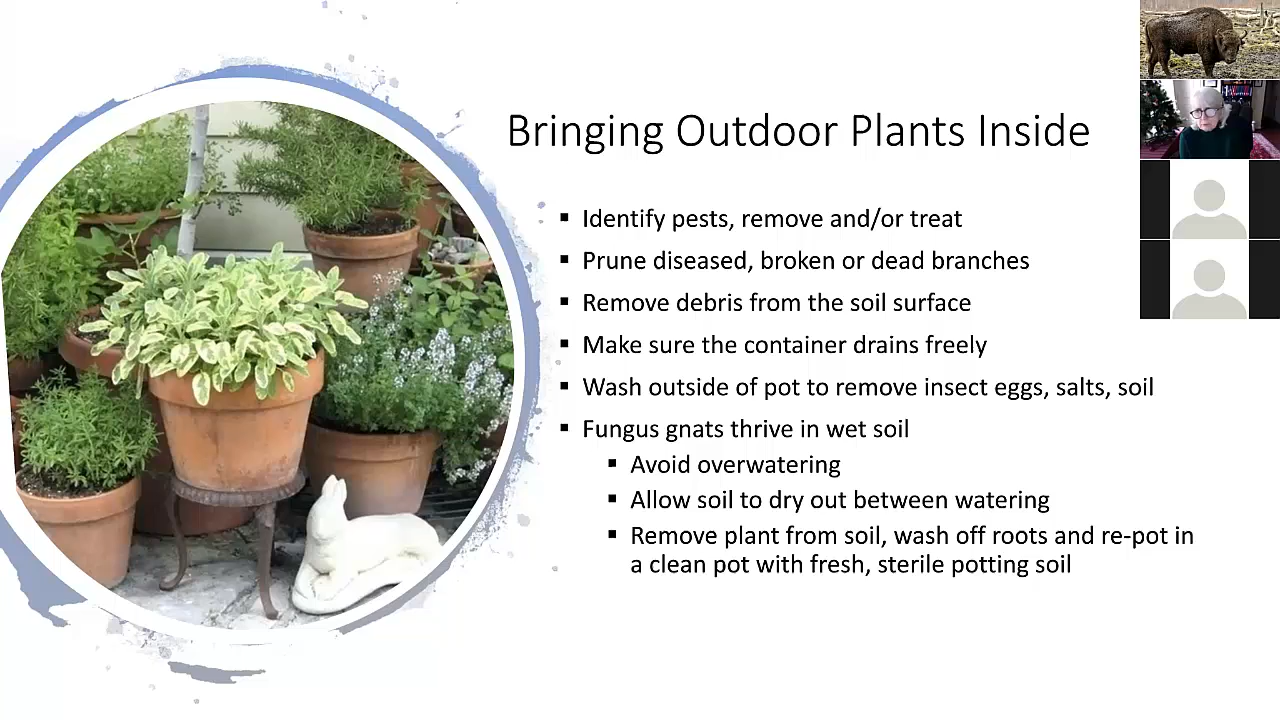 Bringing Outdoor Plants Inside
Identify pests, remove and/or treat
Prune diseased, broken or dead branches
Remove debris from the soil surface
Make sure the container drains freely
Wash outside of pot to remove insect eggs, salts, soil
Fungus gnats thrive in wet soil
Avoid overwatering
Allow soil to dry out between watering
Remove plant from soil, wash off roots and re-pot in
a clean pot with fresh, sterile potting soil